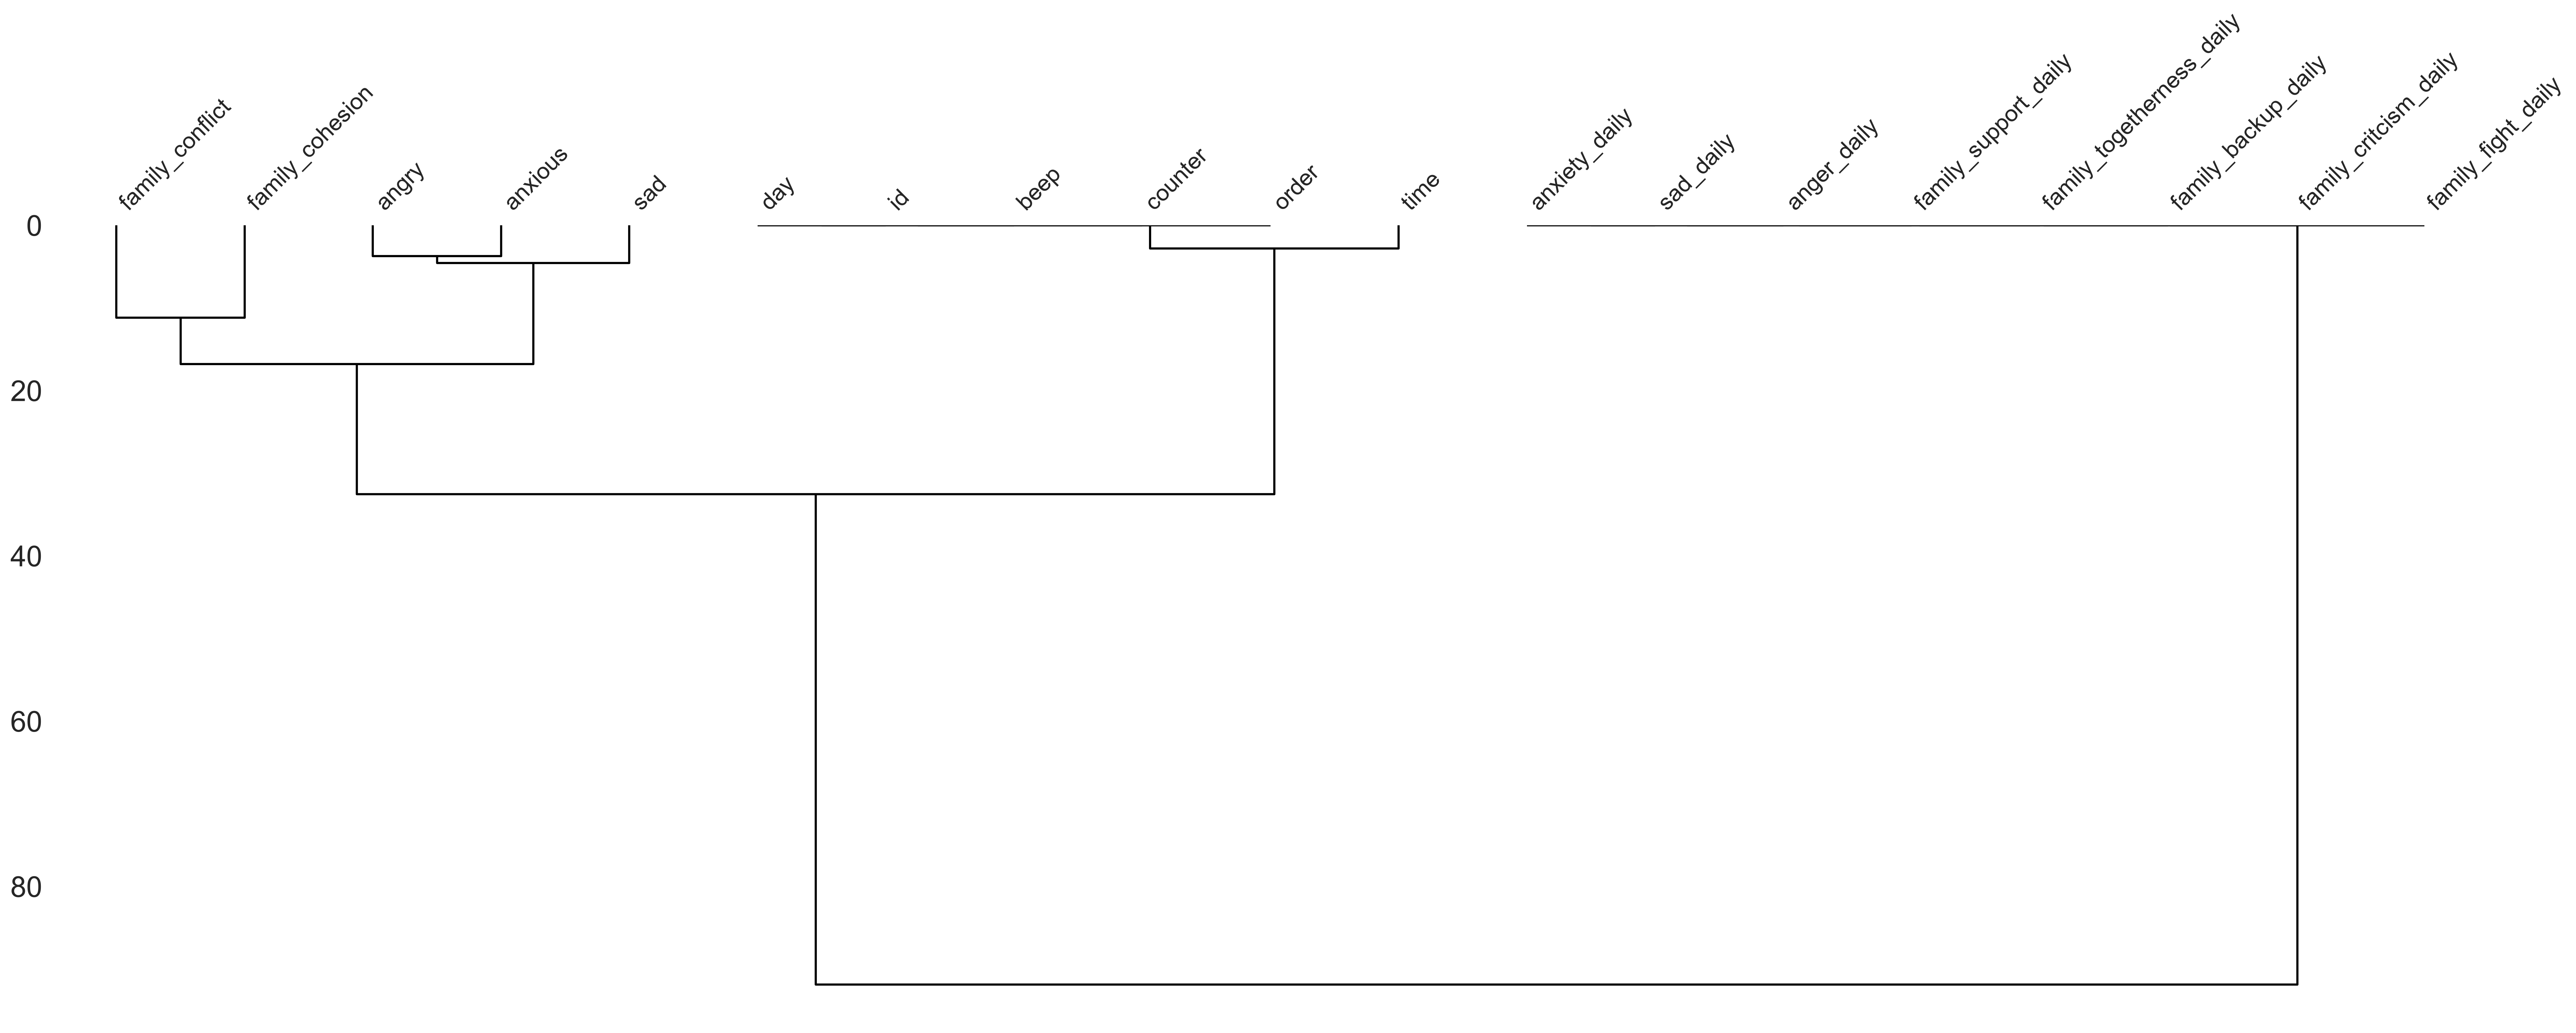 family_conflict
family_cohesion
angry
anxious
sad
day
id
beep
counter
order
time
anxiety_daily
sad_daily
anger_daily
family_support_daily
family_togetherness_daily
family_backup_daily
family_critcism_daily
family_fight_daily
0
20
40
60
80